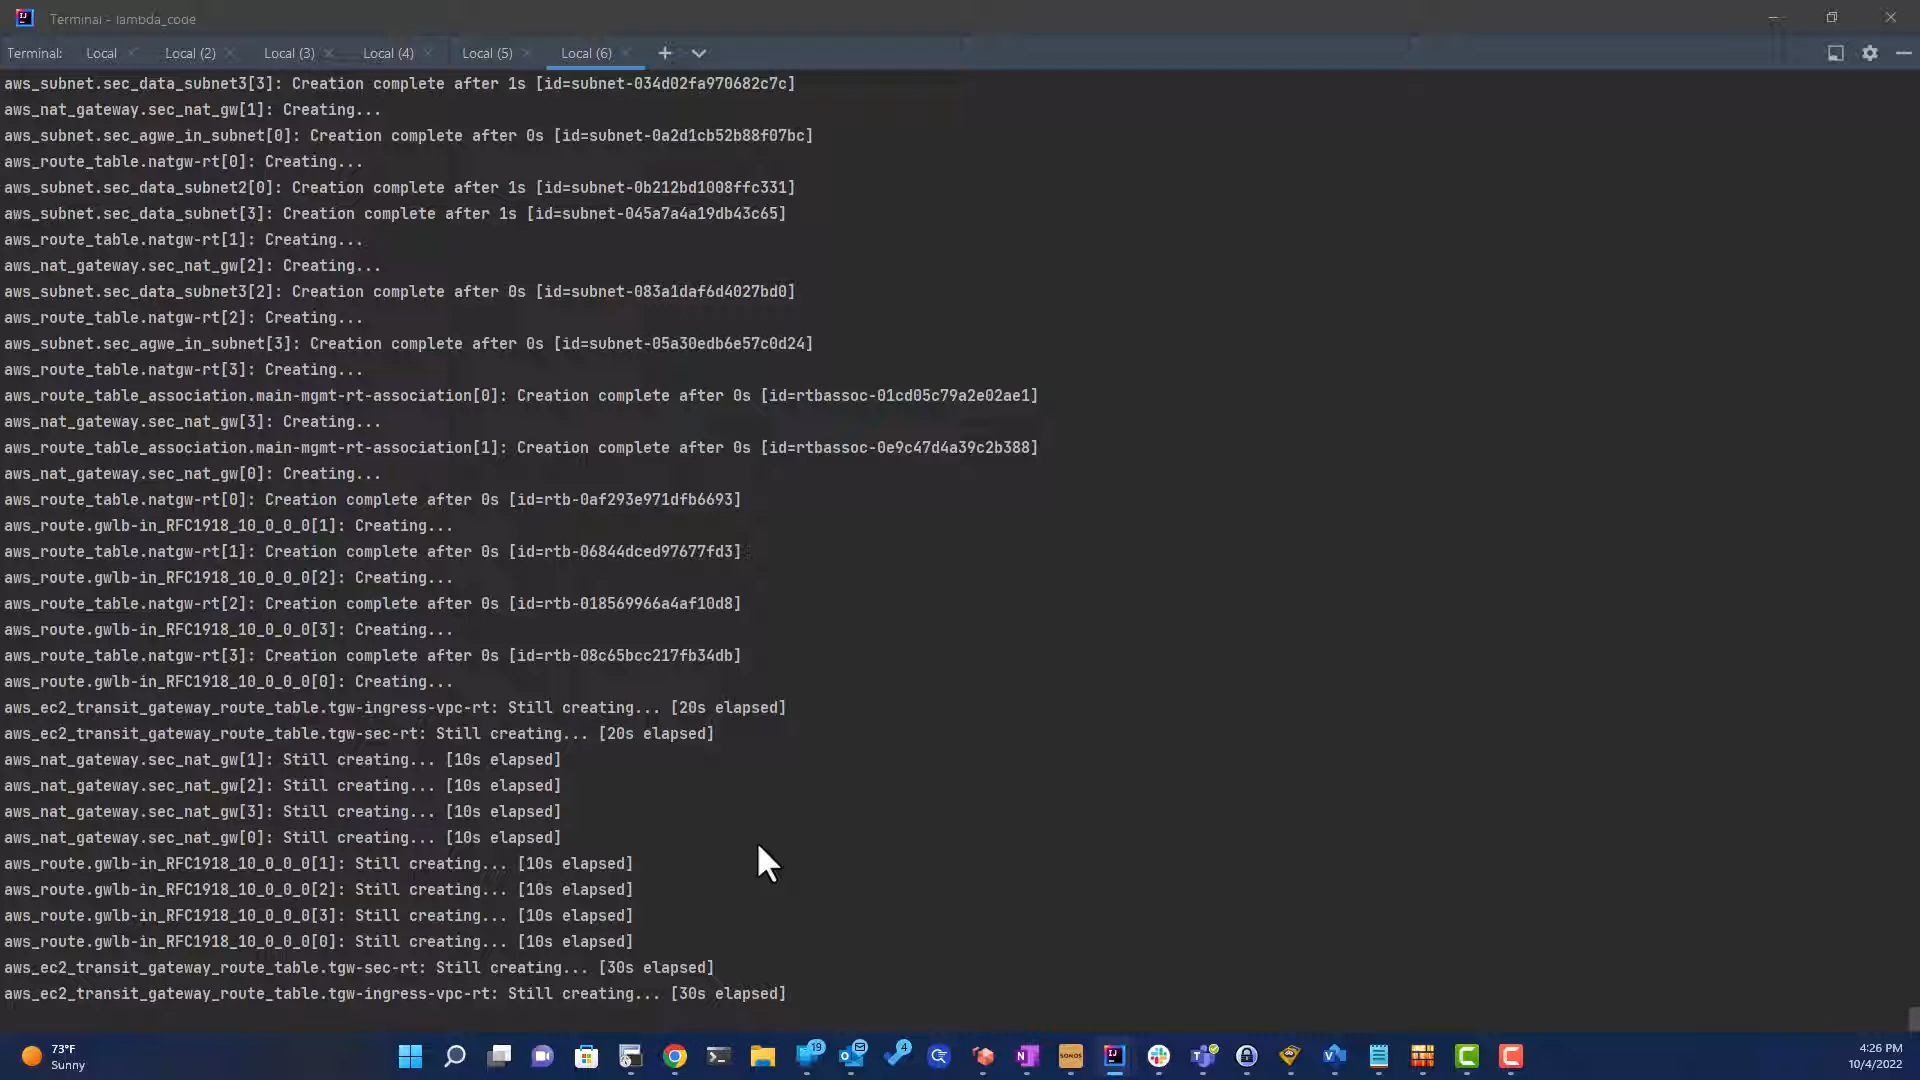 Terminal - lambda_code
Terminal: Local Local (2) Local (3) Local (4) Local (5) Local (6)
aws_subnet.sec_data_subnet3[3]: Creation complete after 1s [id=subnet-034d02fa970682c7c]
aws_nat_gateway.sec_nat_gw[1]: Creating...
aws_subnet.sec_agwe_in_subnet[0]: Creation complete after 0s [id=subnet-0a2d1cb52b88f07bc]
aws_route_table.natgw-rt[0]: Creating...
aws_subnet.sec_data_subnet2[0]: Creation complete after 1s [id=subnet-0b212bd1008ffc331]
aws_subnet.sec_data_subnet[3]: Creation complete after 1s [id=subnet-045a7a4a19db43c65]
aws_route_table.natgw-rt[1]: Creating...
aws_nat_gateway.sec_nat_gw[2]: Creating...
aws_subnet.sec_data_subnet3[2]: Creation complete after 0s [id=subnet-083a1daf6d4027bd0]
aws_route_table.natgw-rt[2]: Creating...
aws_subnet.sec_agwe_in_subnet[3]: Creation complete after 0s [id=subnet-05a30edb6e57c0d24]
aws_route_table.natgw-rt[3]: Creating...
aws_route_table_association.main-mgmt-rt-association[0]: Creation complete after 0s [id=rtbassoc-01cd05c79a2e02ae1]
aws_nat_gateway.sec_nat_gw[3]: Creating...
aws_route_table_association.main-mgmt-rt-association[1]: Creation complete after 0s [id=rtbassoc-0e9c47d4a39c2b388]
aws_nat_gateway.sec_nat_gw[0]: Creating...
aws_route_table.natgw-rt[0]: Creation complete after 0s [id=rtb-0af293e971dfb6693]
aws_route.gwlb-in_RFC1918_10_0_0_0[1]: Creating...
aws_route_table.natgw-rt[1]: Creation complete after 0s [id=rtb-06844dced97677fd3]
aws_route.gwlb-in_RFC1918_10_0_0_0[2]: Creating...
aws_route_table.natgw-rt[2]: Creation complete after 0s [id=rtb-018569966a4af10d8]
aws_route.gwlb-in_RFC1918_10_0_0_0[3]: Creating...
aws_route_table.natgw-rt[3]: Creation complete after 0s [id=rtb-08c65bcc217fb34db]
aws_route.gwlb-in_RFC1918_10_0_0_0[0]: Creating...
aws_ec2_transit_gateway_route_table.tgw-ingress-vpc-rt: Still creating... [20s elapsed]
aws_ec2_transit_gateway_route_table.tgw-sec-rt: Still creating... [20s elapsed]
aws_nat_gateway.sec_nat_gw[1]: Still creating... [10s elapsed]
aws_nat_gateway.sec_nat_gw[2]: Still creating... [10s elapsed]
aws_nat_gateway.sec_nat_gw[3]: Still creating... [10s elapsed]
aws_nat_gateway.sec_nat_gw[0]: Still creating... [10s elapsed]
aws_route.gwlb-in_RFC1918_10_0_0_0[1]: Still creating... [10s elapsed]
aws_route.gwlb-in_RFC1918_10_0_0_0[2]: Still creating... [10s elapsed]
aws_route.gwlb-in_RFC1918_10_0_0_0[3]: Still creating... [10s elapsed]
aws_route.gwlb-in_RFC1918_10_0_0_0[0]: Still creating... [10s elapsed]
aws_ec2_transit_gateway_route_table.tgw-sec-rt: Still creating... [30s elapsed]
aws_ec2_transit_gateway_route_table.tgw-ingress-vpc-rt: Still creating... [30s elapsed]
73°F
Sunny
19
4
SONOS
4:26 PM
10/4/2022